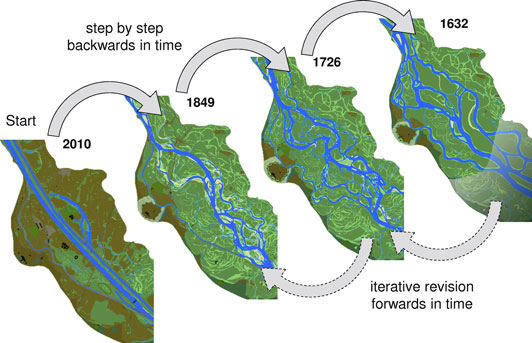 step by step
backwards in time
1632
1726
1849
Start
2010
iterative revision
forwards in time